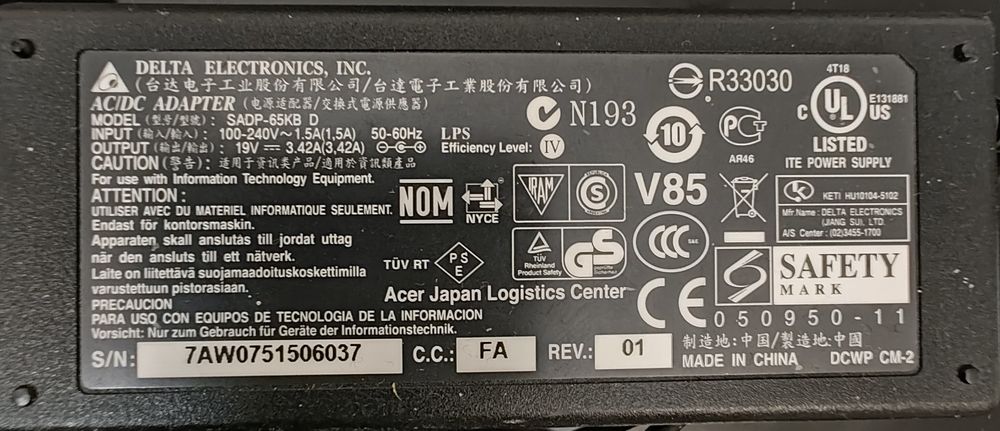 DELTA ELECTRONICS, INC.
(台达电子工业股份有限公司/台達電子工業股份有限公司)
AC/DC ADAPTER (电源适配器/交換式電源供應器)
MODEL (型号/型號): SADP-65KB D
INPUT (输入/輸入): 100-240V~1.5A(1,5A) 50-60Hz LPS
OUTPUT (输出/輸出): 19V 3.42A(3,42A) Efficiency Level: IV
CAUTION (警告): 适用于资讯类产品/適用於資訊類產品
For use with Information Technology Equipment.
ATTENTION :
UTILISER AVEC DU MATERIEL INFORMATIQUE SEULEMENT.
Endast för kontorsmaskin.
Apparaten skall anslutås till jordat uttag
när den ansluts till ett nätverk.
Laite on liitettävä suojamaadoituskoskettimilla
varustettuun pistorasiaan.
PRECAUCION
PARA USO CON EQUIPOS DE TECNOLOGIA DE LA INFORMACION
Vorsicht: Nur zum Gebrauch für Geräte der Informationstechnik.
NOM
NYCE
TÜV RT
PS
E
Acer Japan Logistics Center
N193
R33030
10
PCT
AR46
4T18
C UL US
E131881
LISTED
ITE POWER SUPPLY
IRAM
S
V85
TÜV
Rheinland
Product Safety
GS
geprüfte
Sicherheit
CCC
S&E
K
KETI HU10104-5102
Mfr.Name : DELTA ELECTRONICS
(JIANG SU). LTD.
A/S Center : (02)3455-1700
SAFETY
MARK
CE
050950-11
制造地:中国/製造地:中國
MADE IN CHINA DCWP CM-2
S/N: 7AW0751506037 C.C.: FA REV.: 01